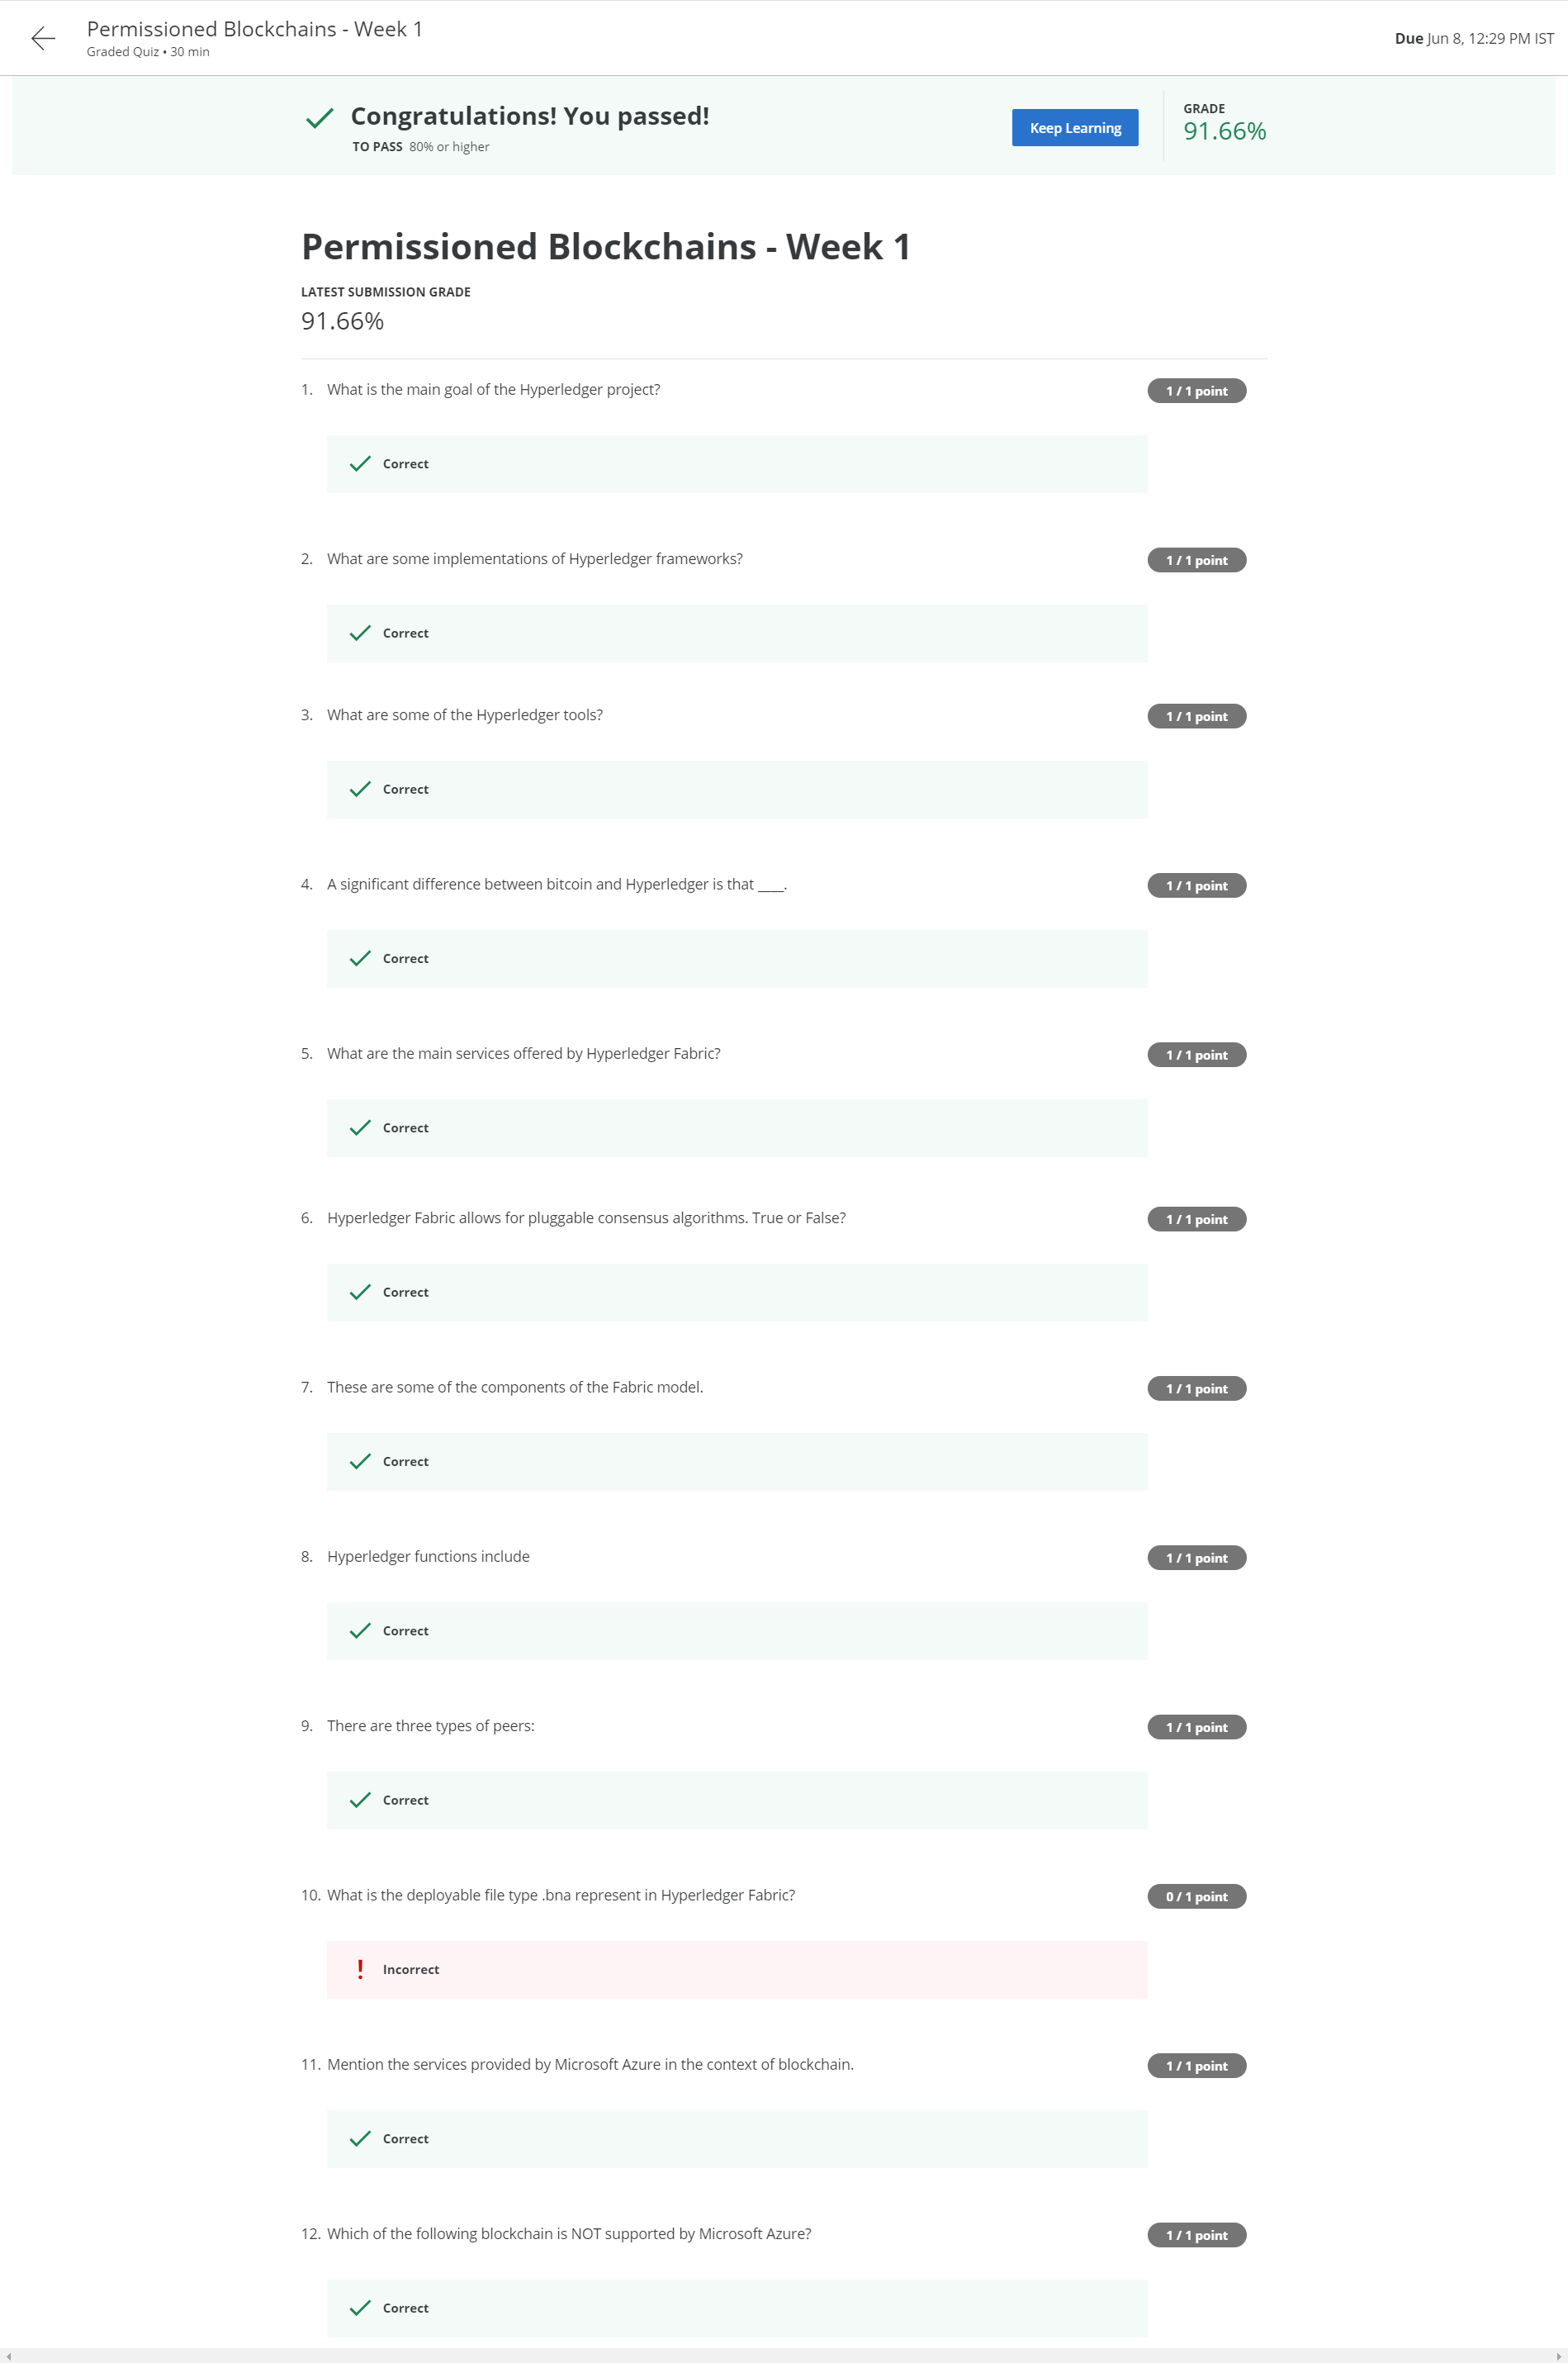 Permissioned Blockchains - Week 1
Graded Quiz • 30 min
Due Jun 8, 12:29 PM IST
Congratulations! You passed!
TO PASS 80% or higher
Keep Learning
GRADE
91.66%
Permissioned Blockchains - Week 1
LATEST SUBMISSION GRADE
91.66%
1. What is the main goal of the Hyperledger project?
1 / 1 point
Correct
2. What are some implementations of Hyperledger frameworks?
1 / 1 point
Correct
3. What are some of the Hyperledger tools?
1 / 1 point
Correct
4. A significant difference between bitcoin and Hyperledger is that ____.
1 / 1 point
Correct
5. What are the main services offered by Hyperledger Fabric?
1 / 1 point
Correct
6. Hyperledger Fabric allows for pluggable consensus algorithms. True or False?
1 / 1 point
Correct
7. These are some of the components of the Fabric model.
1 / 1 point
Correct
8. Hyperledger functions include
1 / 1 point
Correct
9. There are three types of peers:
1 / 1 point
Correct
10. What is the deployable file type .bna represent in Hyperledger Fabric?
0 / 1 point
Incorrect
11. Mention the services provided by Microsoft Azure in the context of blockchain.
1 / 1 point
Correct
12. Which of the following blockchain is NOT supported by Microsoft Azure?
1 / 1 point
Correct